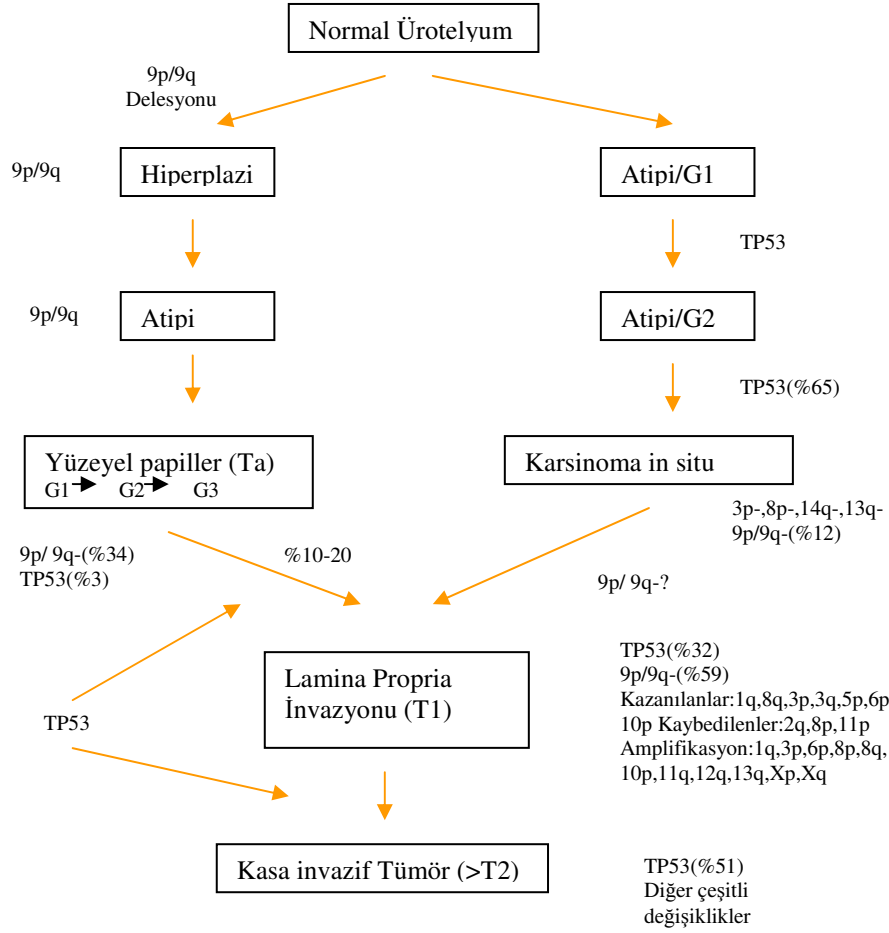 Normal Ürotelyum
9p/9q
Delesyonu
9p/9q
Hiperplazi
Atipi/G1
TP53
9p/9q
Atipi
Atipi/G2
TP53(%65)
Yüzeyel papiller (Ta)
G1 G2 G3
Karsinoma in situ
3p-,8p-,14q-,13q-
9p/9q-(%12)
9p/ 9q-(%34)
TP53(%3)
%10-20
9p/ 9q-?
Lamina Propria
İnvazyonu (T1)
TP53(%32)
9p/9q-(%59)
Kazanılanlar:1q,8q,3p,3q,5p,6p
10p Kaybedilenler:2q,8p,11p
Amplifikasyon:1q,3p,6p,8p,8q,
10p,11q,12q,13q,Xp,Xq
TP53
Kasa invazif Tümör (>T2)
TP53(%51)
Diğer çeşitli
değişiklikler